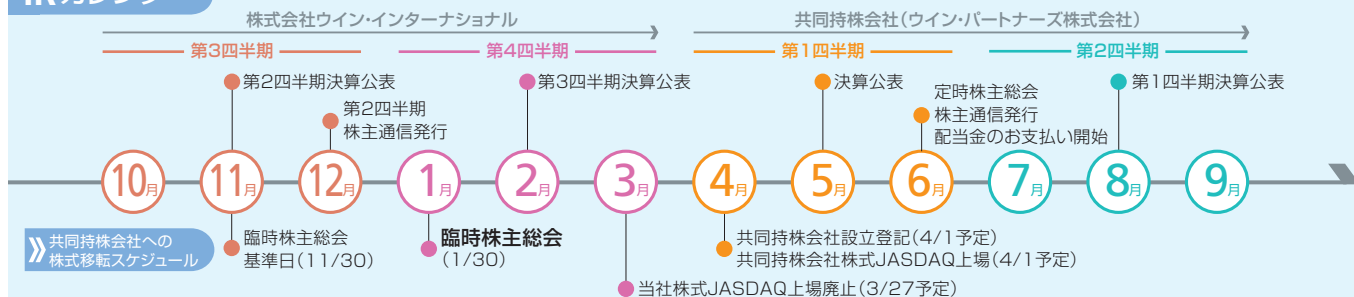 IRカレンダー
株式会社ウイン・インターナショナル
共同持株会社（ウイン・パートナーズ株式会社）
第3四半期
第4四半期
第1四半期
第2四半期
第2四半期決算公表
第2四半期
株主通信発行
第3四半期決算公表
決算公表
定時株主総会
株主通信発行
配当金のお支払い開始
第1四半期決算公表
10月
11月
12月
1月
2月
3月
4月
5月
6月
7月
8月
9月
共同持株会社への
株式移転スケジュール
臨時株主総会
基準日（11/30）
臨時株主総会
（1/30）
当社株式JASDAQ上場廃止（3/27予定）
共同持株会社設立登記（4/1予定）
共同持株会社株式JASDAQ上場（4/1予定）